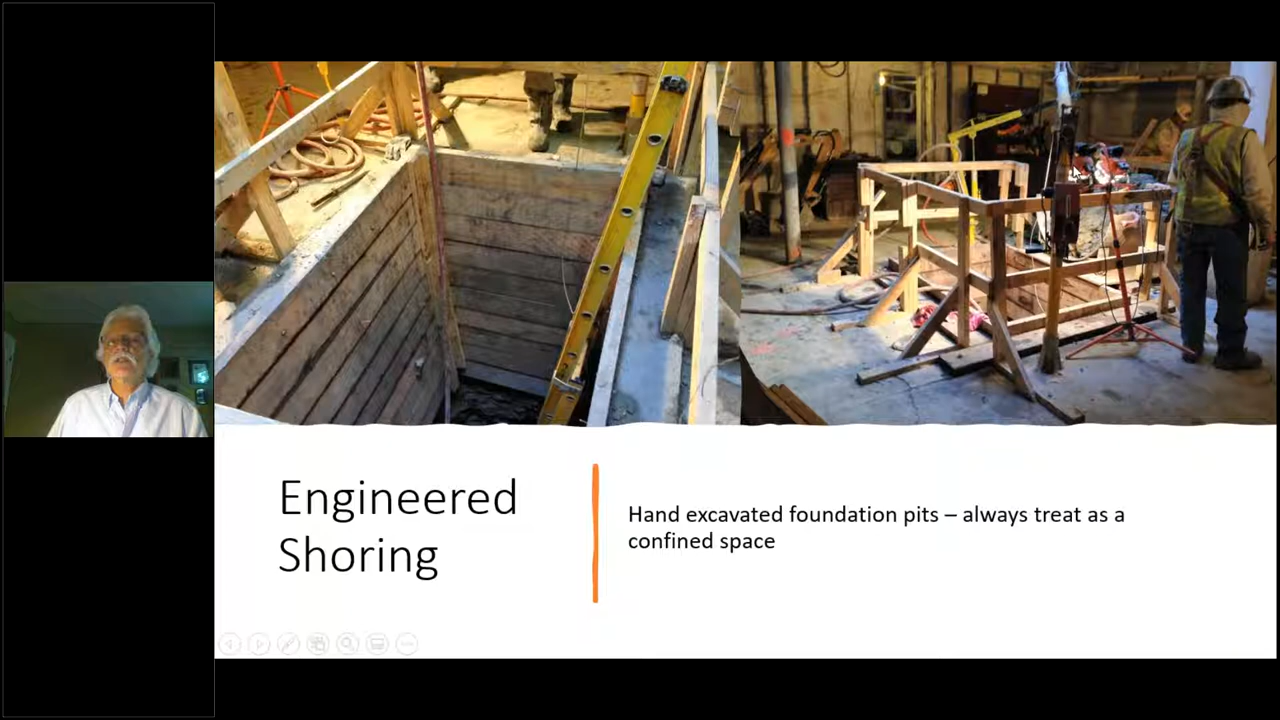 Engineered
Shoring
Hand excavated foundation pits – always treat as a
confined space